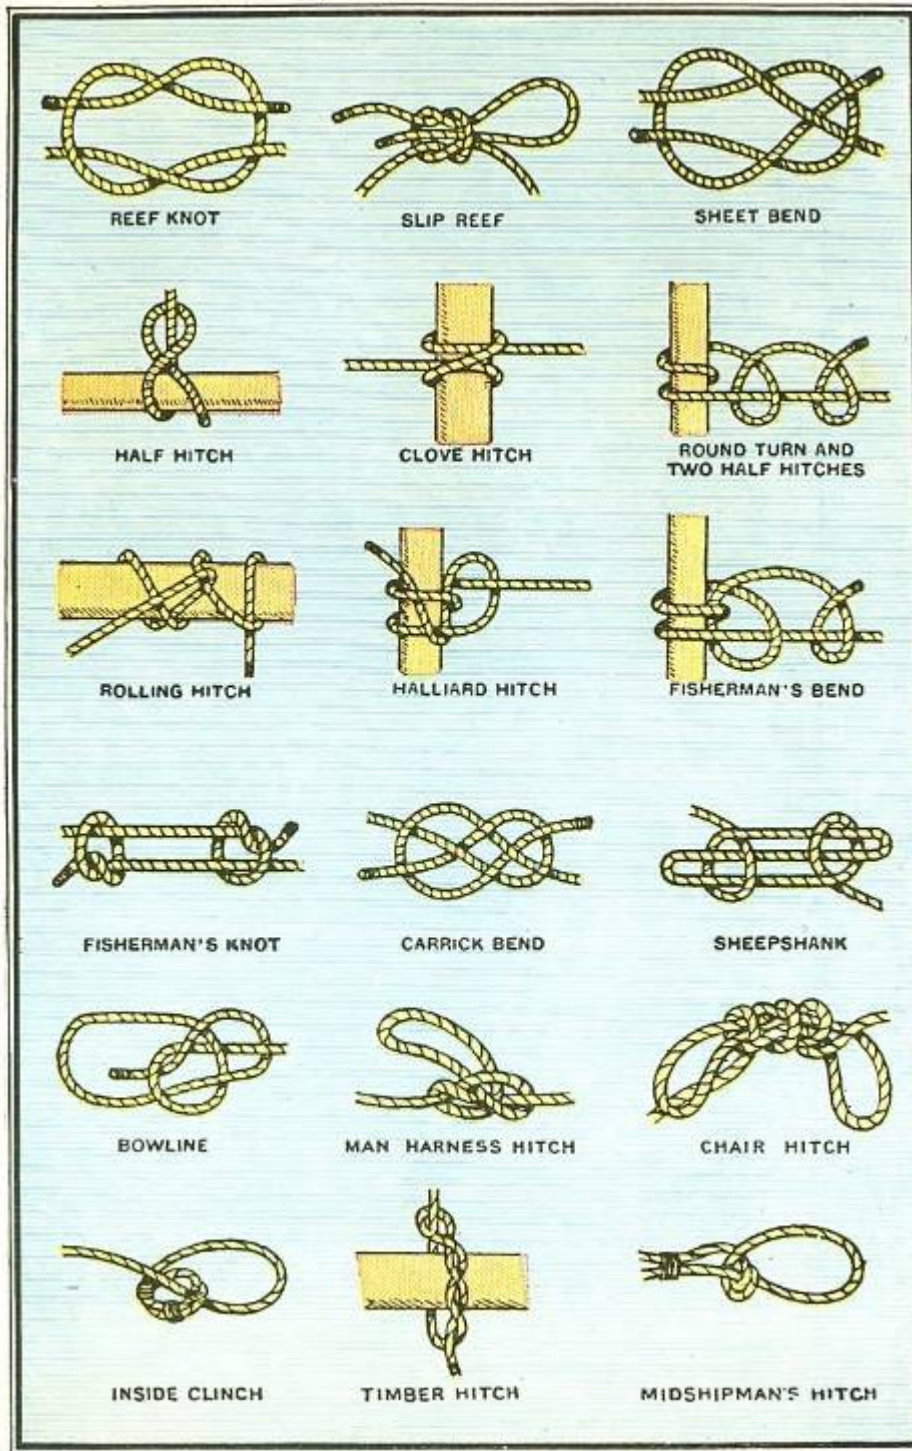 REEF KNOT
SLIP REEF
SHEET BEND
HALF HITCH
CLOVE HITCH
ROUND TURN AND
TWO HALF HITCHES
ROLLING HITCH
HALLIARD HITCH
FISHERMAN'S BEND
FISHERMAN'S KNOT
CARRICK BEND
SHEEPSHANK
BOWLINE
MAN HARNESS HITCH
CHAIR HITCH
INSIDE CLINCH
TIMBER HITCH
MIDSHIPMAN'S HITCH